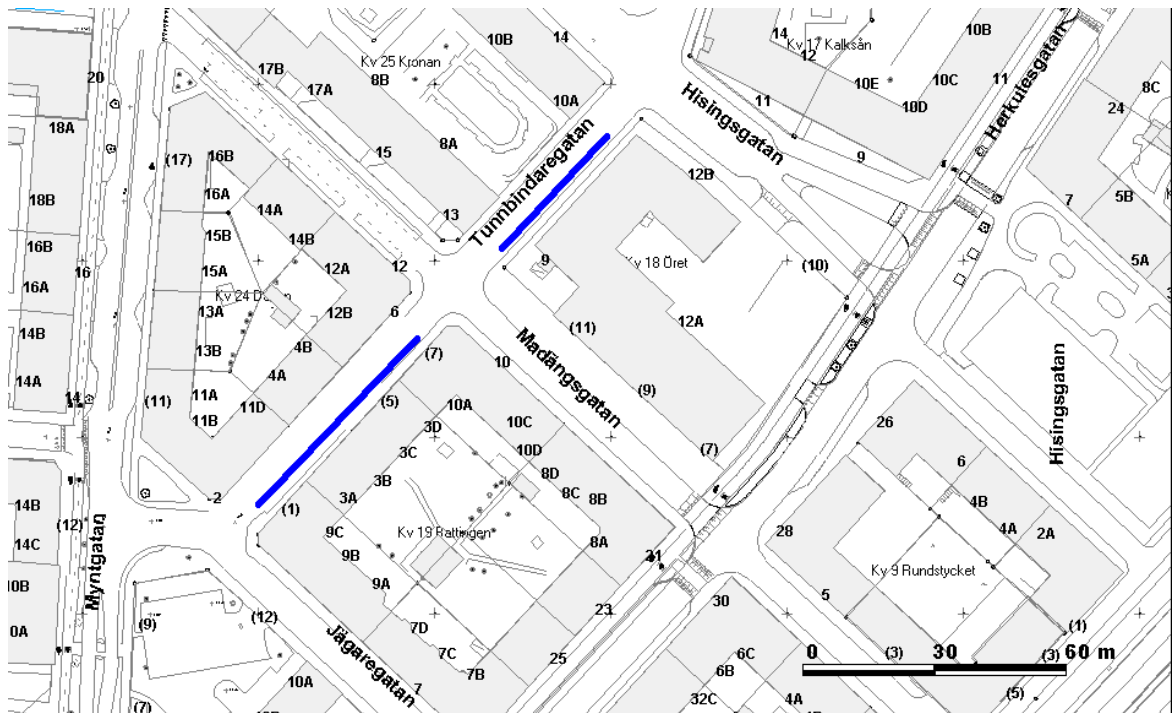 10B
14
Kv 25 Kronan
8B
17B
17A
10A
8A
15
13
Tunnbindaregatan
14
Kv 17 Kalksån
12
10B
10E
10C
10D
11
11
9
Hisingsgatan
Herkulesgatan
8C
24
7
5B
5A
20
18A
18B
16B
16A
16
14B
14A
14
(17)
16B
16A
14A
15B
14B
15A
12A
12
13A
12B
6
13B
4B
4A
11A
11D
11B
(11)
2
12B
9
Kv 18 Öret
(10)
12A
(11)
(9)
(7)
Madängsgatan
Hisingsgatan
(7)
10
(5)
10A
3D
10C
3C
10D
3B
8D
3A
8C
8B
(1)
9C
Kv 19 Rättingen
9B
8A
9A
7D
7C
7B
7
21
23
25
14B
(12)
14C
10B
0A
Myntgatan
(9)
(12)
Jägaregatan
10A
(7)
26
6
4B
4A
2A
28
Kv 9 Rundstycket
5
30
(1)
(3)
(3)
(5)
6C
6B
32C
4A
0 30 60 m